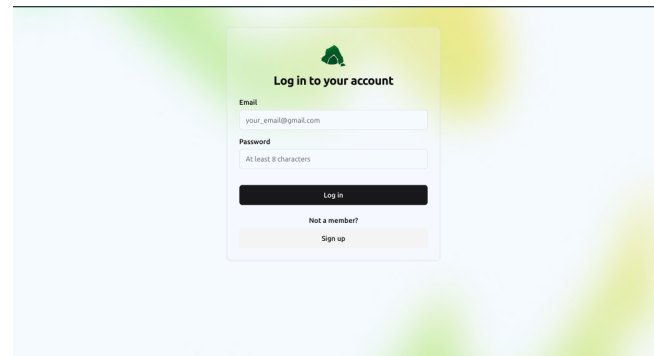 Log in to your account
Email
your_email@gmail.com
Password
At least 8 characters
Log in
Not a member?
Sign up